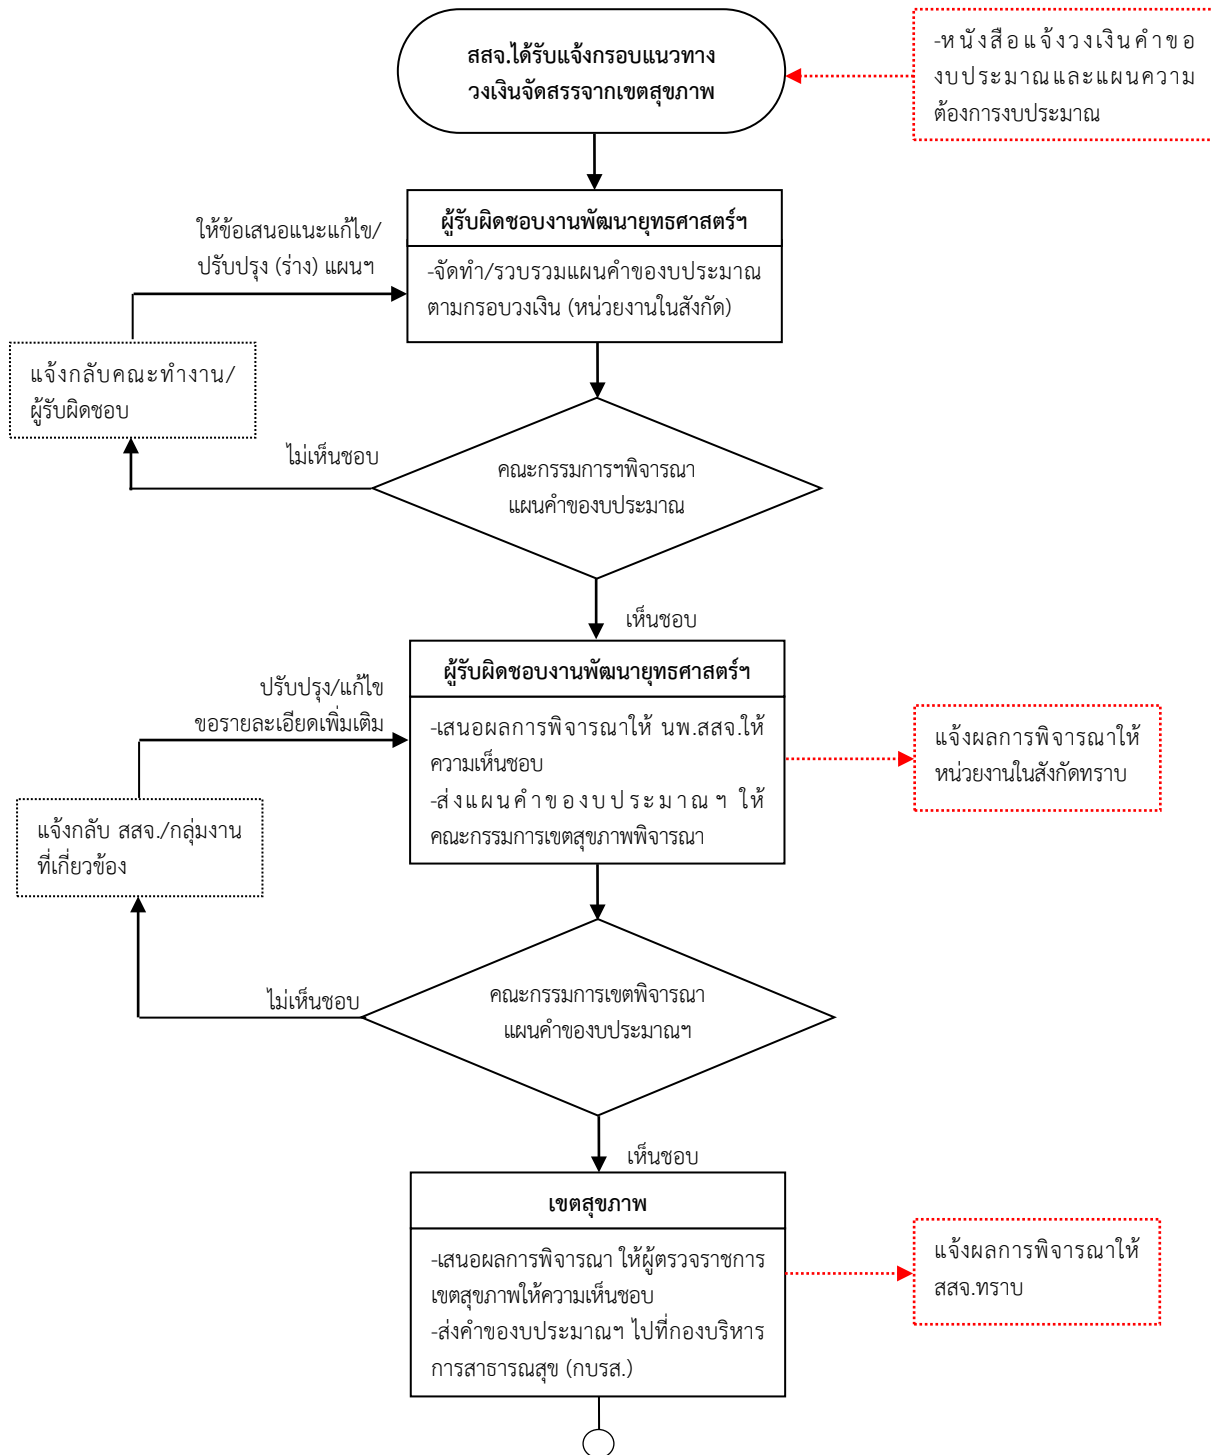 สสจ.ได้รับแจ้งกรอบแนวทาง
วงเงินจัดสรรจากเขตสุขภาพ
-หนังสือแจ้งวงเงินคำขอ
งบประมาณและแผนความ
ต้องการงบประมาณ
ผู้รับผิดชอบงานพัฒนายุทธศาสตร์ฯ
-จัดทำ/รวบรวมแผนคำของบประมาณ
ตามกรอบวงเงิน (หน่วยงานในสังกัด)
ให้ข้อเสนอแนะแก้ไข/
ปรับปรุง (ร่าง) แผนฯ
แจ้งกลับคณะทำงาน/
ผู้รับผิดชอบ
ไม่เห็นชอบ
คณะกรรมการฯพิจารณา
แผนคำของบประมาณ
เห็นชอบ
ผู้รับผิดชอบงานพัฒนายุทธศาสตร์ฯ
-เสนอผลการพิจารณาให้ นพ.สสจ.ให้
ความเห็นชอบ
-ส่งแผนคำของบประมาณฯ ให้
คณะกรรมการเขตสุขภาพพิจารณา
ปรับปรุง/แก้ไข
ขอรายละเอียดเพิ่มเติม
แจ้งผลการพิจารณาให้
หน่วยงานในสังกัดทราบ
แจ้งกลับ สสจ./กลุ่มงาน
ที่เกี่ยวข้อง
ไม่เห็นชอบ
คณะกรรมการเขตพิจารณา
แผนคำของบประมาณฯ
เห็นชอบ
เขตสุขภาพ
-เสนอผลการพิจารณา ให้ผู้ตรวจราชการ
เขตสุขภาพให้ความเห็นชอบ
-ส่งคำของบประมาณฯ ไปที่กองบริหาร
การสาธารณสุข (กบรส.)
แจ้งผลการพิจารณาให้
สสจ.ทราบ